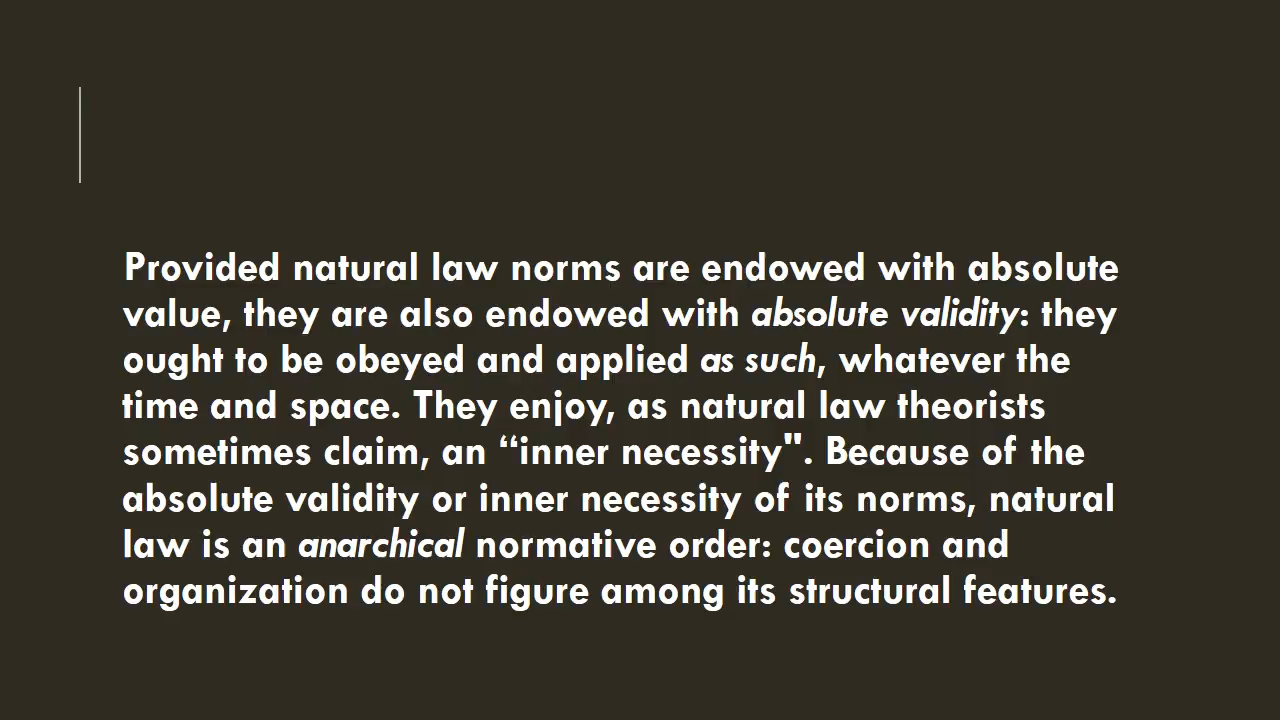 Provided natural law norms are endowed with absolute
value, they are also endowed with absolute validity: they
ought to be obeyed and applied as such, whatever the
time and space. They enjoy, as natural law theorists
sometimes claim, an “inner necessity". Because of the
absolute validity or inner necessity of its norms, natural
law is an anarchical normative order: coercion and
organization do not figure among its structural features.